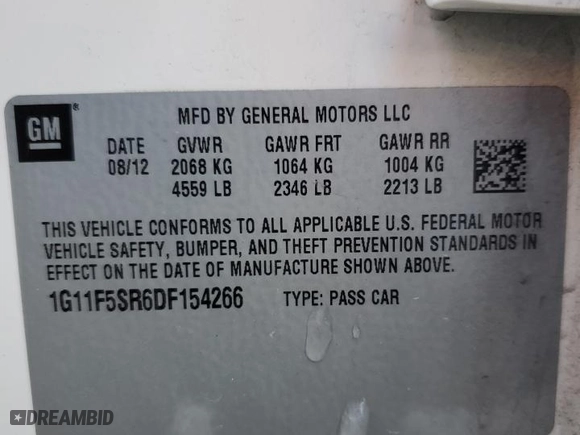 GM
MFD BY GENERAL MOTORS LLC
DATE GVWR GAWR FRT GAWR RR
08/12 2068 KG 1064 KG 1004 KG
4559 LB 2346 LB 2213 LB
THIS VEHICLE CONFORMS TO ALL APPLICABLE U.S. FEDERAL MOTOR
VEHICLE SAFETY, BUMPER, AND THEFT PREVENTION STANDARDS IN
EFFECT ON THE DATE OF MANUFACTURE SHOWN ABOVE.
1G11F5SR6DF154266 TYPE: PASS CAR
DREAMBID